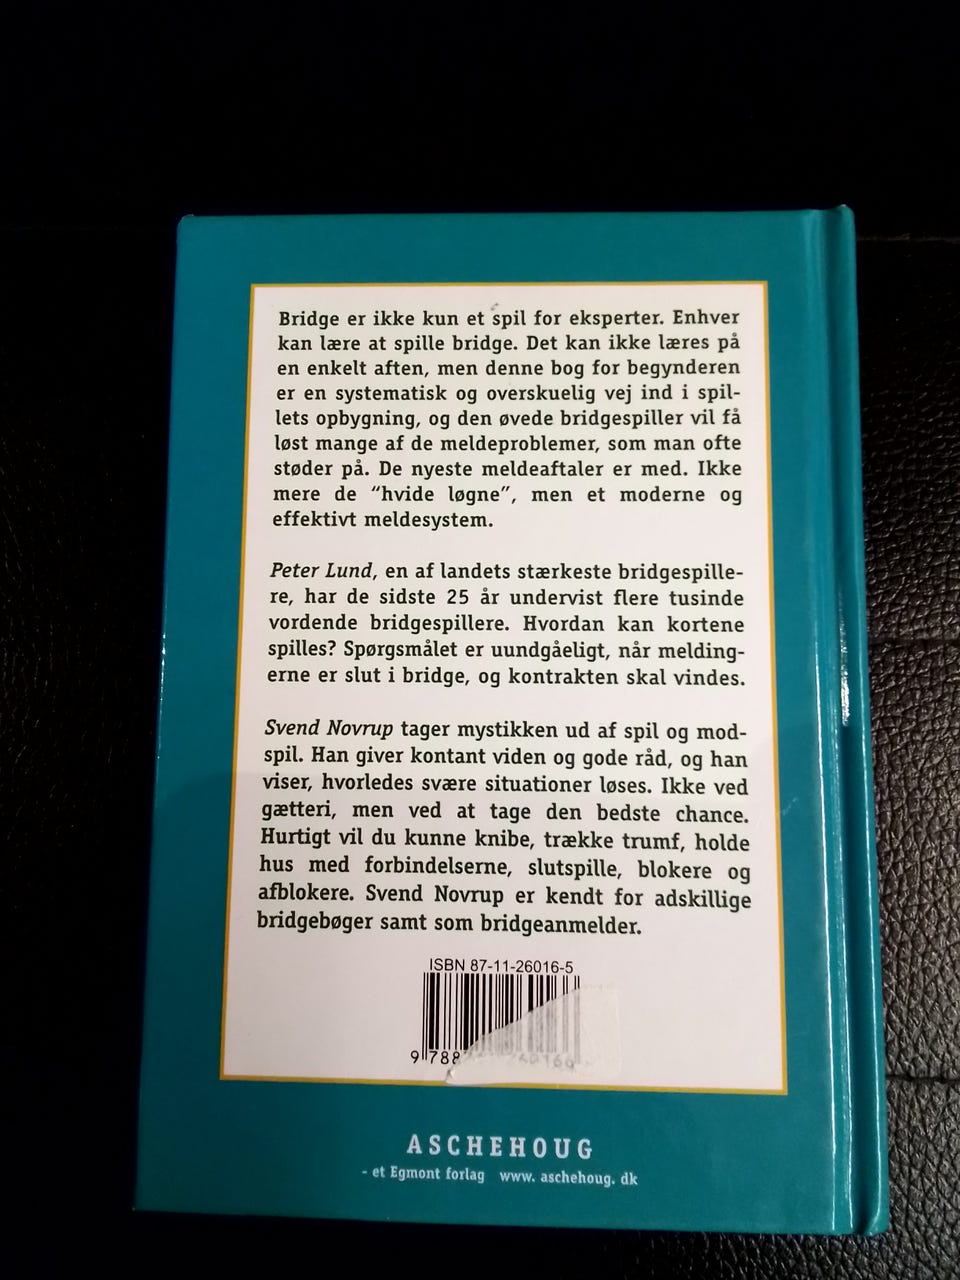 Bridge er ikke kun et spil for eksperter. Enhver
kan lære at spille bridge. Det kan ikke læres på
en enkelt aften, men denne bog for begynderen
er en systematisk og overskuelig vej ind i spil-
lets opbygning, og den øvede bridgespiller vil få
løst mange af de meldeproblemer, som man ofte
støder på. De nyeste meldeaftaler er med. Ikke
mere de "hvide løgne", men et moderne og
effektivt meldesystem.
Peter Lund, en af landets stærkeste bridgespille-
re, har de sidste 25 år undervist flere tusinde
vordende bridgespillere. Hvordan kan kortene
spilles? Spørgsmålet er uundgåeligt, når melding-
erne er slut i bridge, og kontrakten skal vindes.
Svend Novrup tager mystikken ud af spil og mod-
spil. Han giver kontant viden og gode råd, og han
viser, hvorledes svære situationer løses. Ikke ved
gætteri, men ved at tage den bedste chance.
Hurtigt vil du kunne knibe, trække trumf, holde
hus med forbindelserne, slutspille, blokere og
afblokere. Svend Novrup er kendt for adskillige
bridgebøger samt som bridgeanmelder.
ISBN 87-11-26016-5
9 788
ASCHEHOUG
- et Egmont forlag www. aschehoug. dk